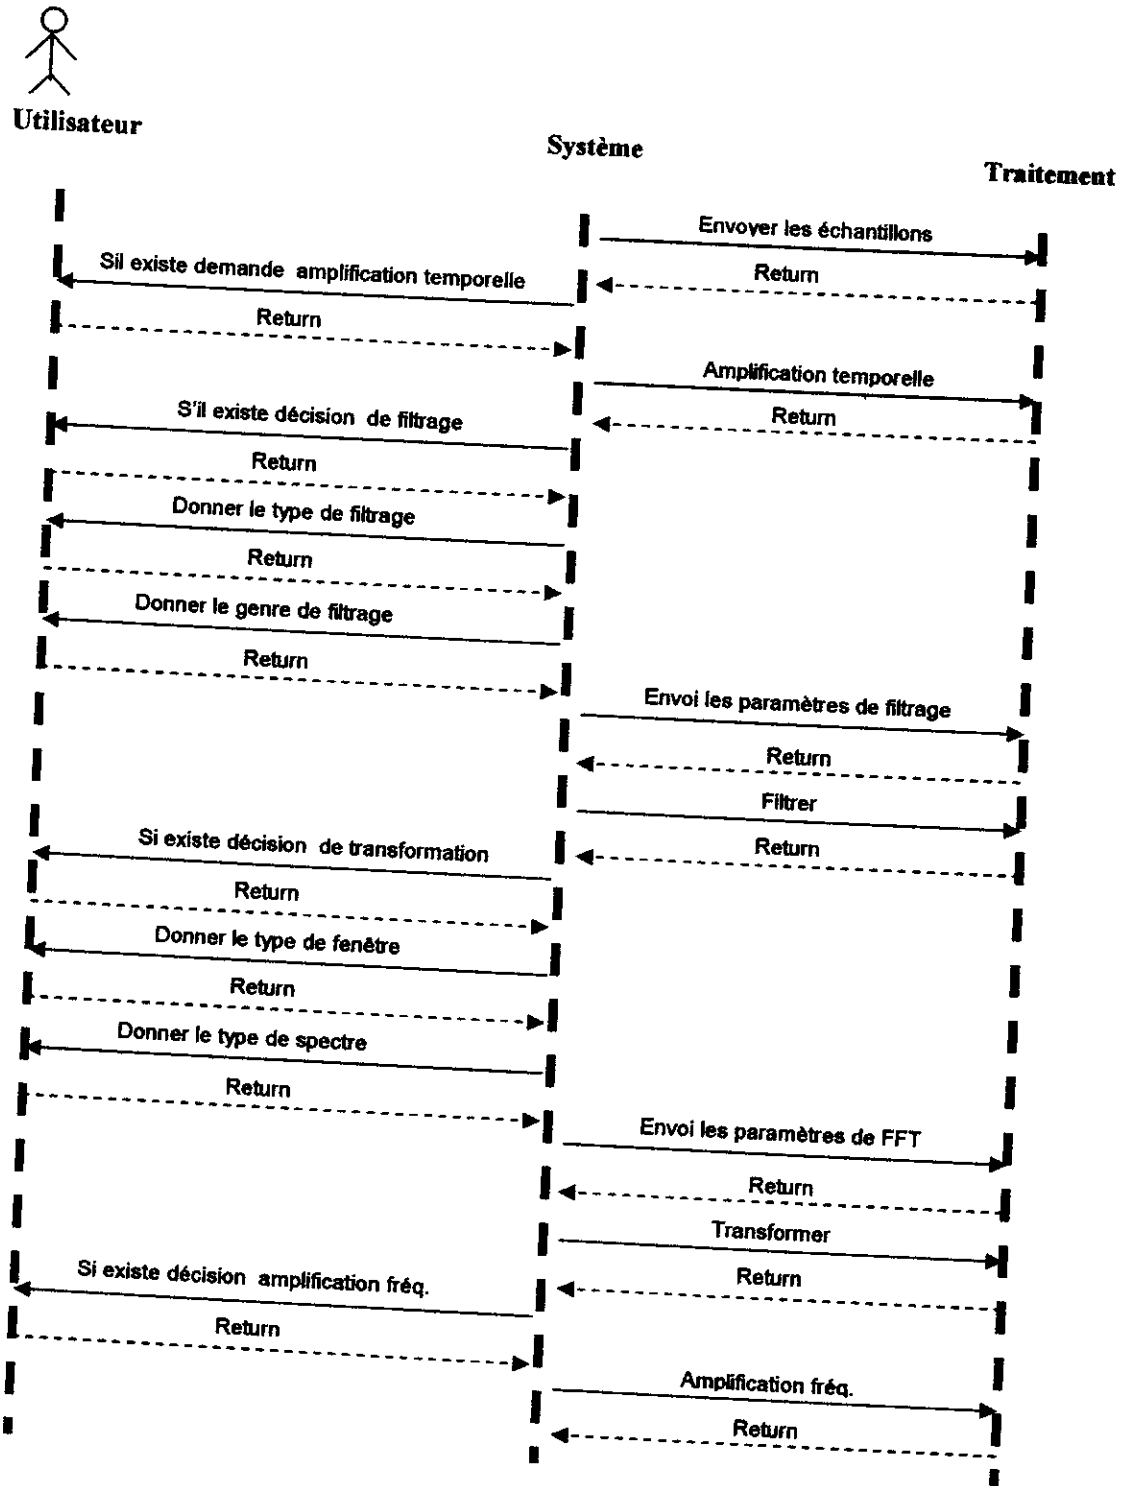 Utilisateur
Système
Traitement
Envoyer les échantillons
Sil existe demande amplification temporelle
Return
Return
Amplification temporelle
S'il existe décision de filtrage
Return
Return
Donner le type de filtrage
Return
Donner le genre de filtrage
Return
Envoi les paramètres de filtrage
Return
Filtrer
Si existe décision de transformation
Return
Return
Donner le type de fenêtre
Return
Donner le type de spectre
Return
Envoi les paramètres de FFT
Return
Transformer
Si existe décision amplification fréq.
Return
Return
Amplification fréq.
Return